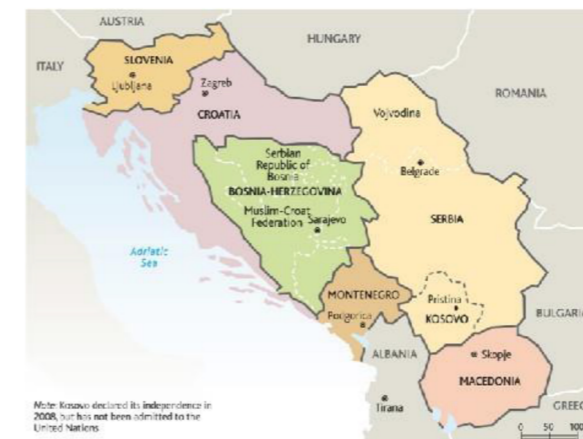 AUSTRIA
HUNGARY
SLOVENIA
ITALY
Ljubljana
Zagreb
ROMANIA
CROATIA
Vojvodina
Serbian
Republic of
Bosnia
Belgrade
BOSNIA-HERZEGOVINA
Muslim-Croat
Federation
Sarajevo
SERBIA
Adriatic
Sea
MONTENEGRO
Pristina
KOSOVO
Podgorica
BULGARI
ALBANIA
Skopje
MACEDONIA
Tirana
GREEC
Note: Kosovo declared its independence in
2008, but has not been admitted to the
United Nations
0 50 100